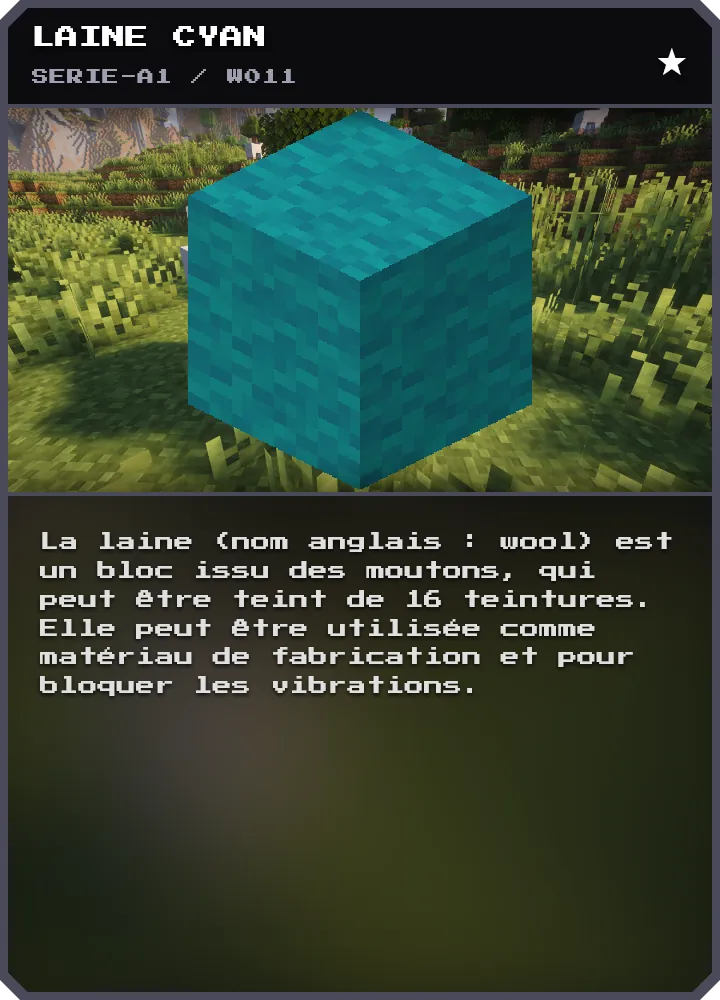 LAINE CYAN
SERIE-A1 / W011
La laine (nom anglais : wool) est
un bloc issu des moutons, qui
peut être teint de 16 teintures.
Elle peut être utilisée comme
matériau de fabrication et pour
bloquer les vibrations.